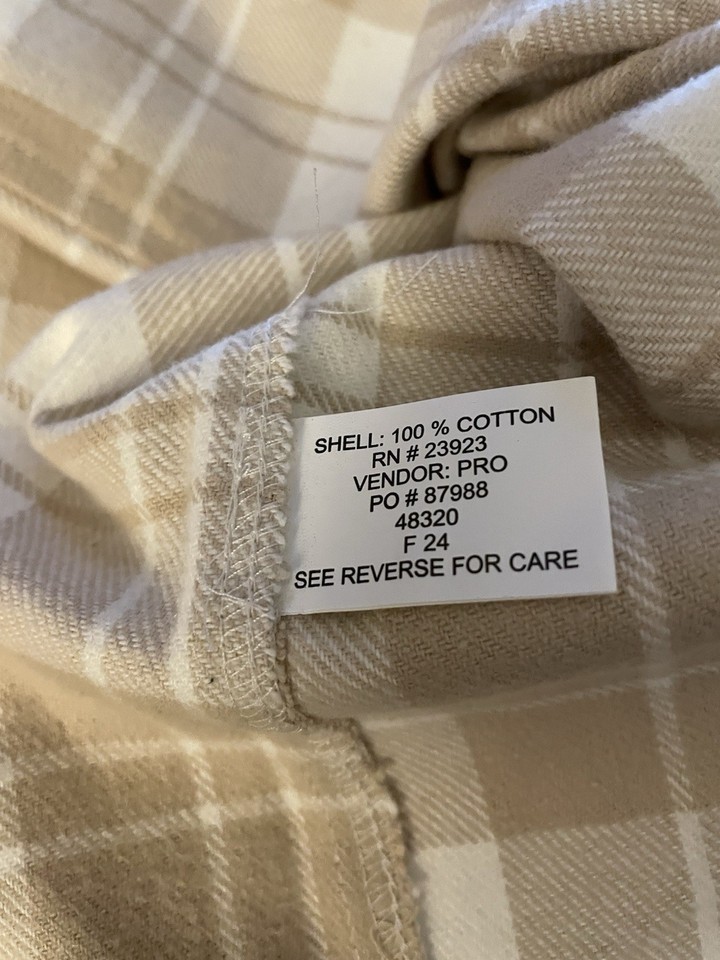 SHELL: 100 % COTTON
RN # 23923
VENDOR: PRO
PO # 87988
48320
F 24
SEE REVERSE FOR CARE